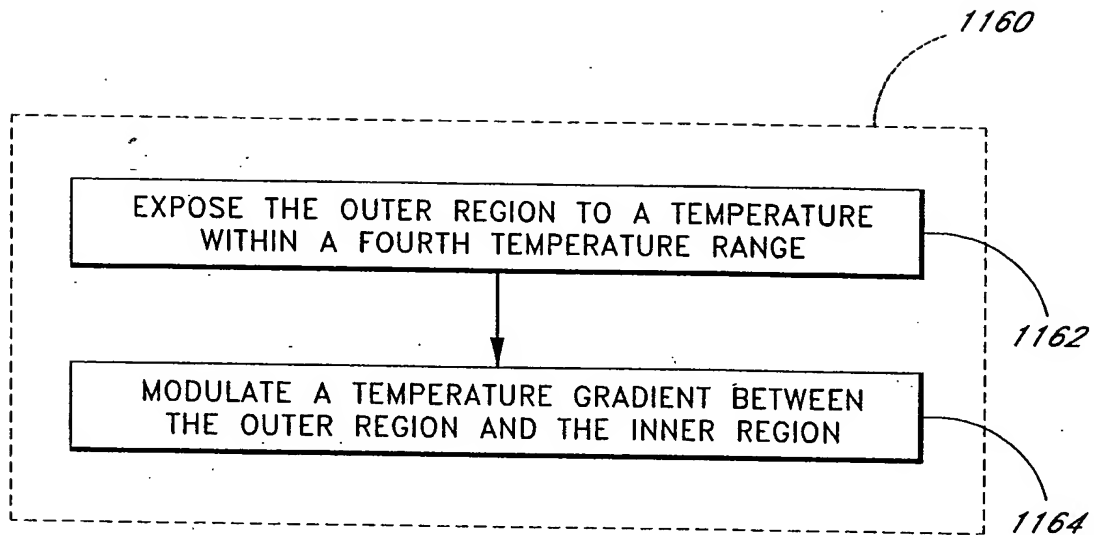 1160
EXPOSE THE OUTER REGION TO A TEMPERATURE
WITHIN A FOURTH TEMPERATURE RANGE
1162
MODULATE A TEMPERATURE GRADIENT BETWEEN
THE OUTER REGION AND THE INNER REGION
1164